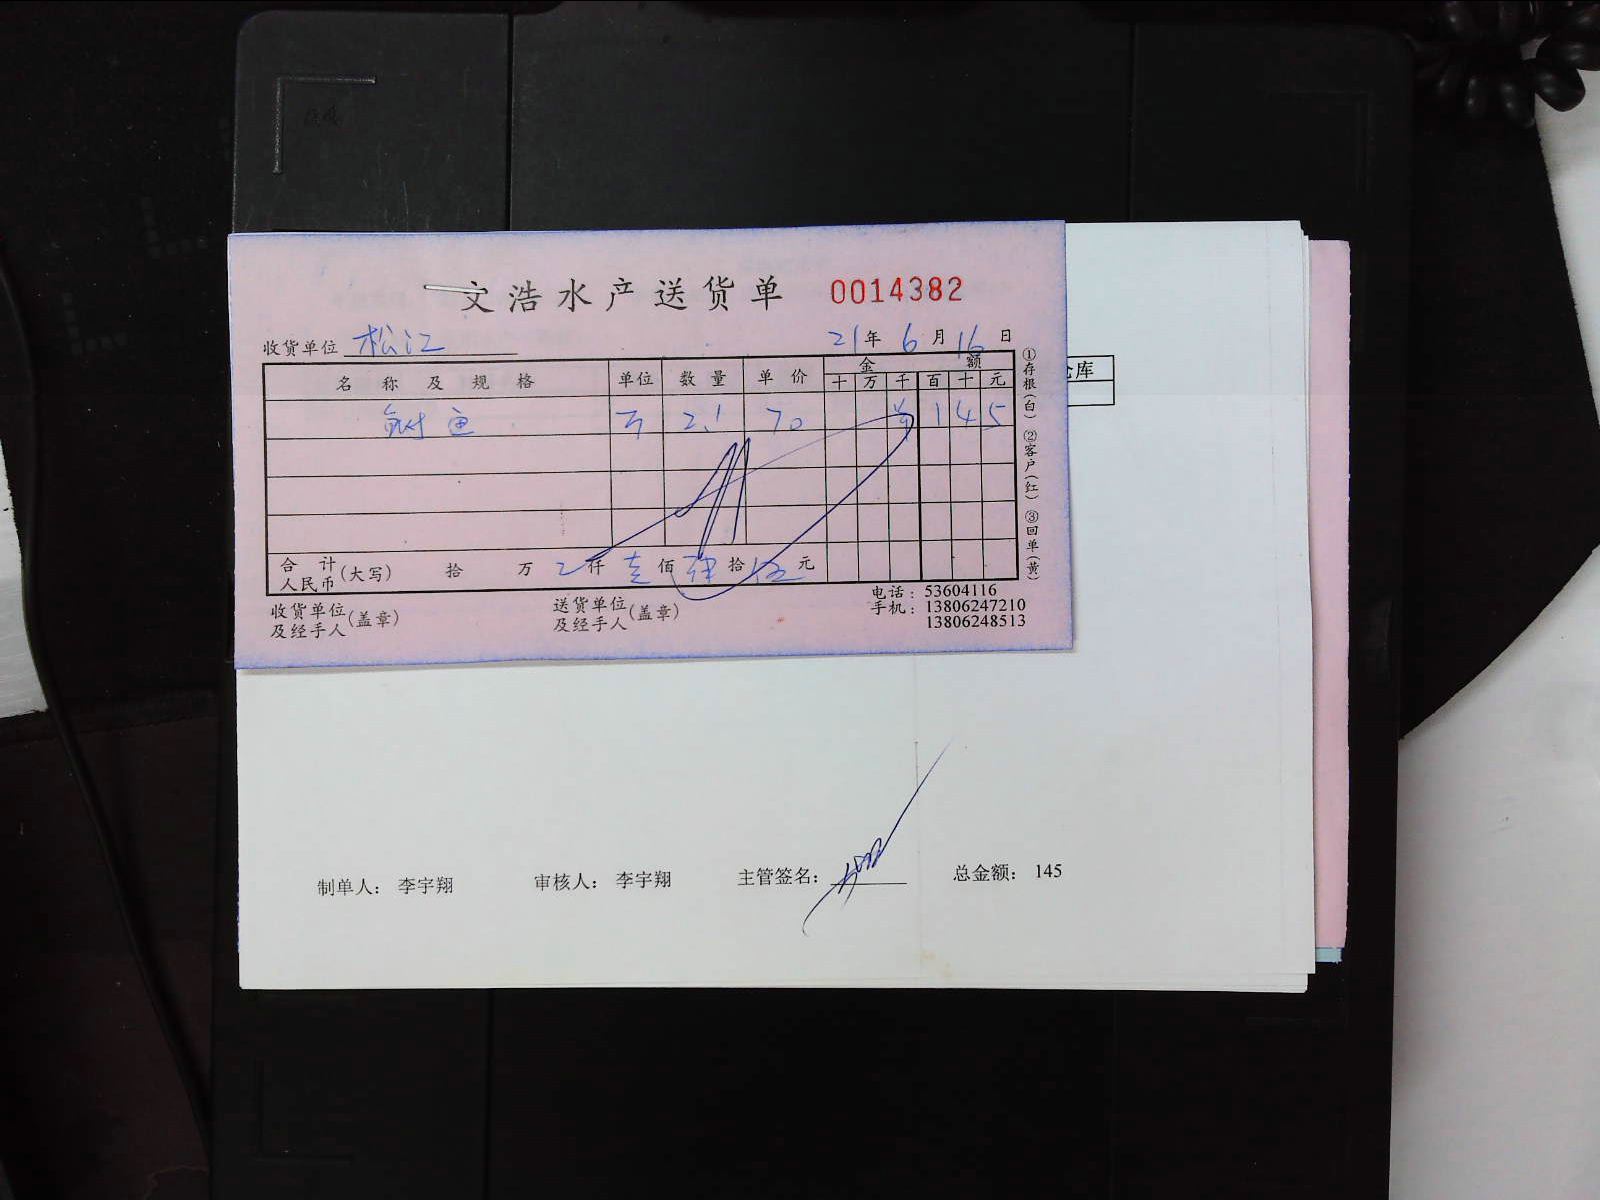 文浩水产送货单 0014382
收货单位 松江 21年 6月 16日
名称及规格 单位 数量 单价 金额
十 万 千 百 十 元
2.1 70 1 4 5
合计人民币(大写) 拾 万 仟 壹佰 肆拾 伍元
收货单位及经手人(盖章) 送货单位及经手人(盖章)
电话：53604116
手机：13806247210
13806248513
①存根(白) ②客户(红) ③回单(黄)
库
制单人： 李宇翔 审核人： 李宇翔 主管签名： 总金额： 145